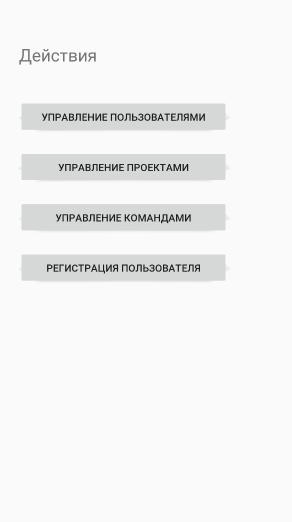 Действия
УПРАВЛЕНИЕ ПОЛЬЗОВАТЕЛЯМИ
УПРАВЛЕНИЕ ПРОЕКТАМИ
УПРАВЛЕНИЕ КОМАНДАМИ
РЕГИСТРАЦИЯ ПОЛЬЗОВАТЕЛЯ